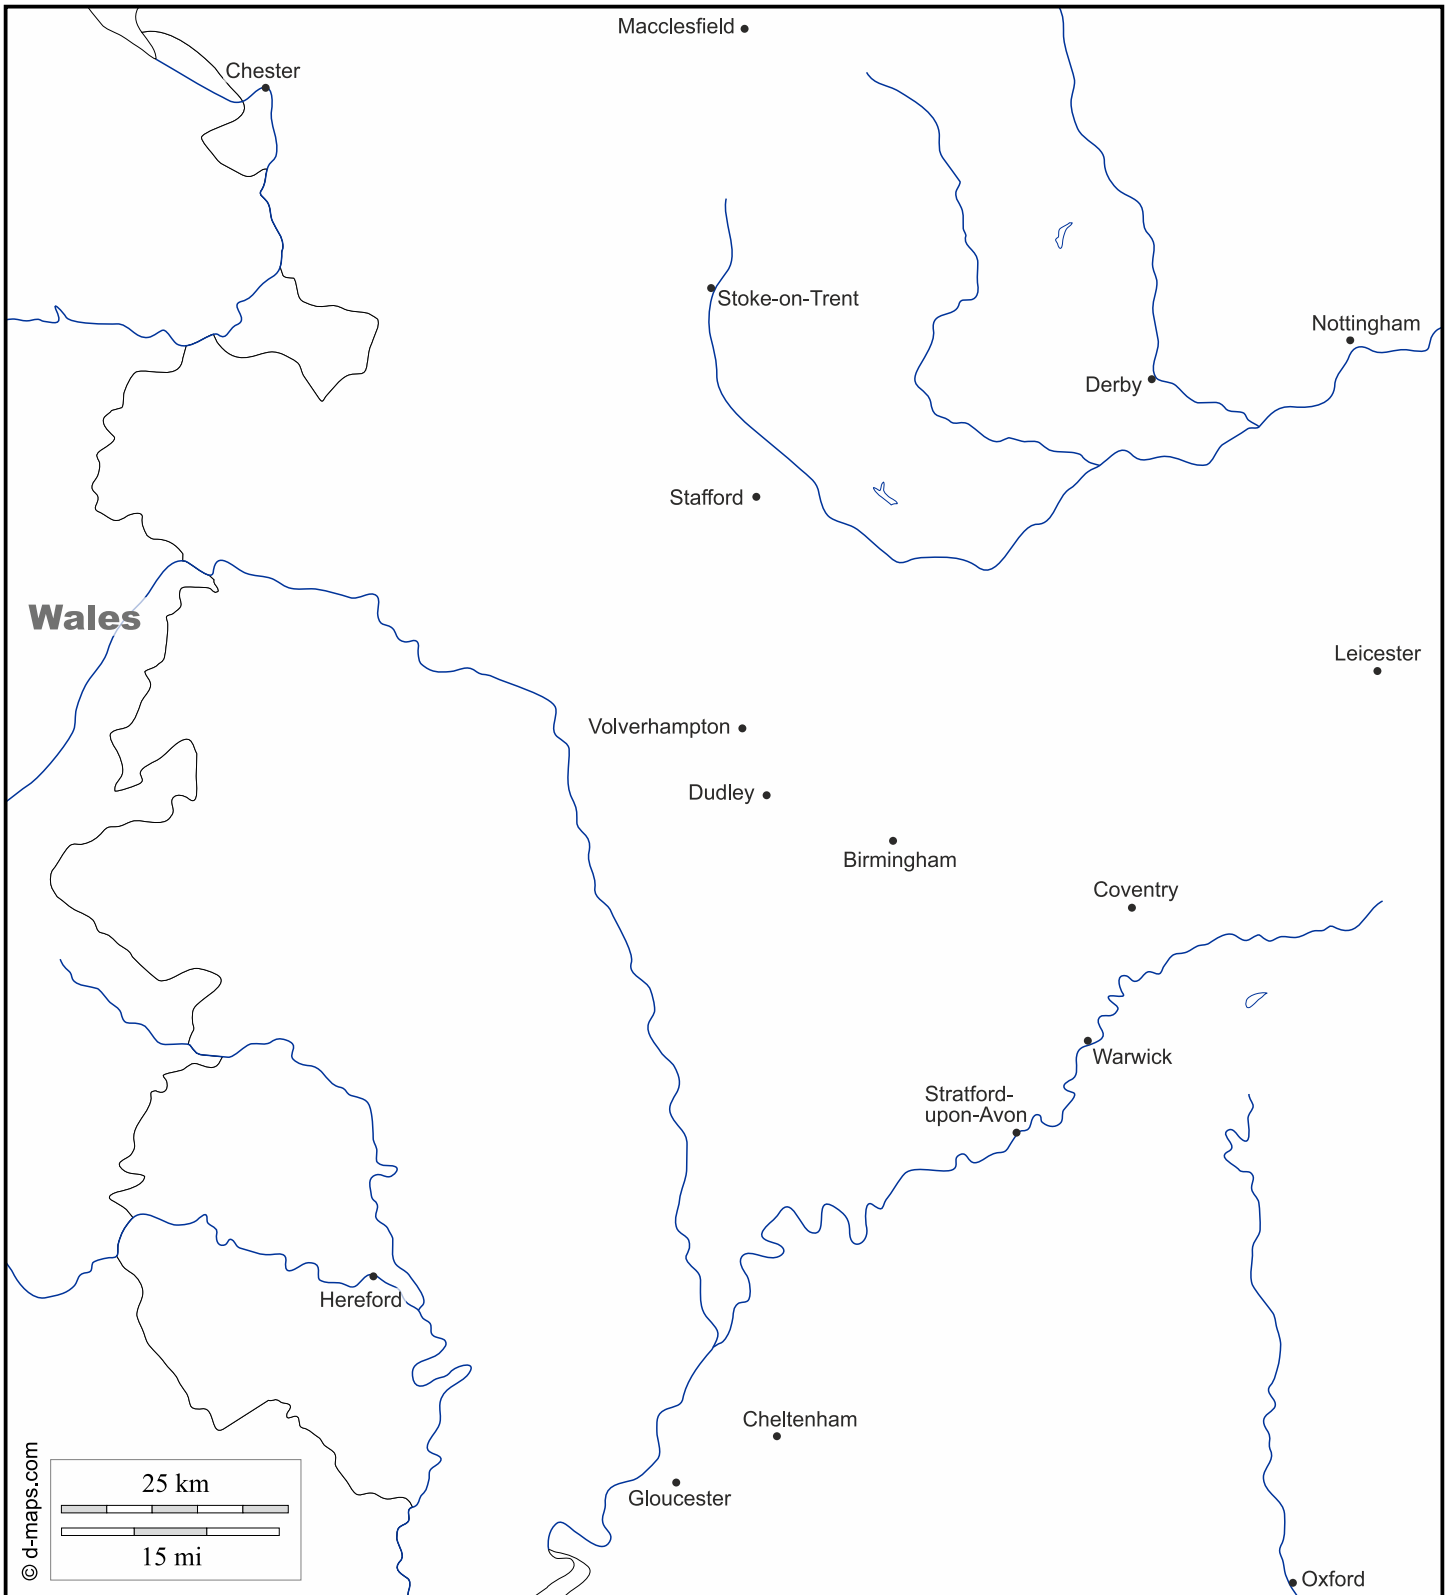 Macclesfield
Chester
Stoke-on-Trent
Nottingham
Derby
Stafford
Wales
Leicester
Volverhampton
Dudley
Birmingham
Coventry
Warwick
Stratford-
upon-Avon
Hereford
Cheltenham
Gloucester
Oxford
25 km
15 mi
© d-maps.com